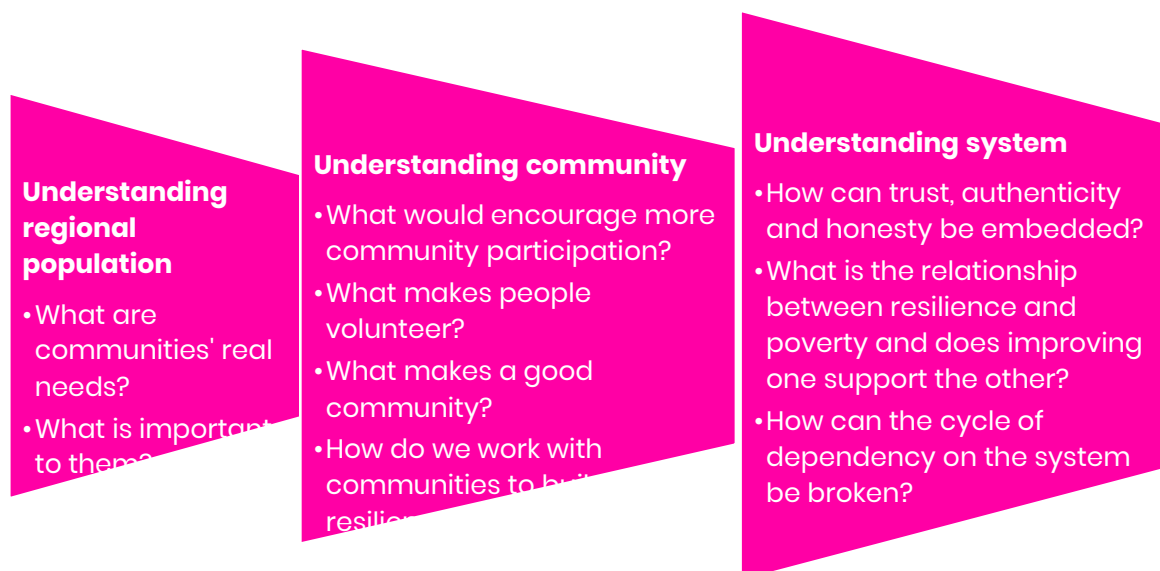 Understanding
regional
population
•What are
communities' real
needs?
•What is important
to them?
Understanding community
•What would encourage more
community participation?
•What makes people
volunteer?
•What makes a good
community?
•How do we work with
communities to
Understanding system
•How can trust, authenticity
and honesty be embedded?
•What is the relationship
between resilience and
poverty and does improving
one support the other?
•How can the cycle of
dependency on the system
be broken?